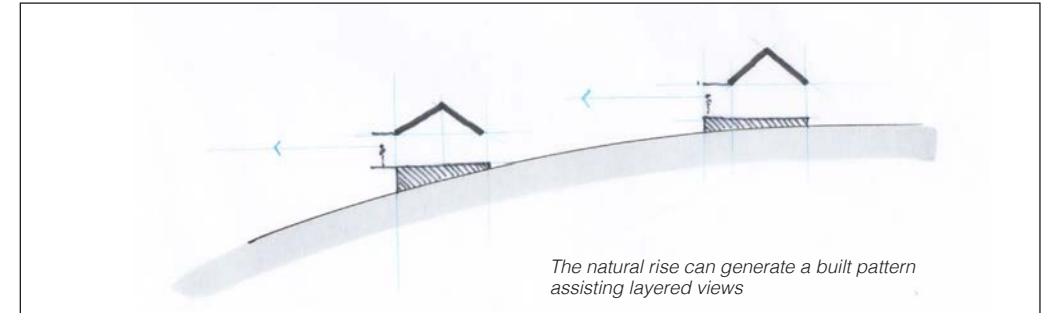 The natural rise can generate a built pattern
assisting layered views